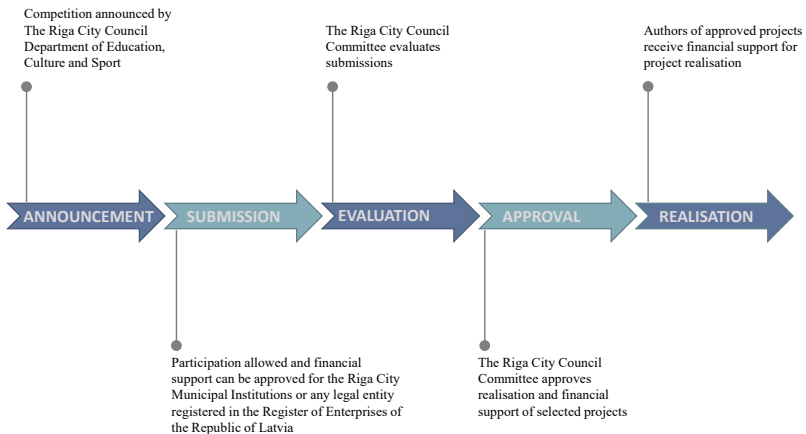 Competition announced by
The Riga City Council
Department of Education,
Culture and Sport
The Riga City Council
Committee evaluates
submissions
Authors of approved projects
receive financial support for
project realisation
ANNOUNCEMENT
SUBMISSION
EVALUATION
APPROVAL
REALISATION
Participation allowed and financial
support can be approved for the Riga City
Municipal Institutions or any legal entity
registered in the Register of Enterprises of
the Republic of Latvia
The Riga City Council
Committee approves
realisation and financial
support of selected projects